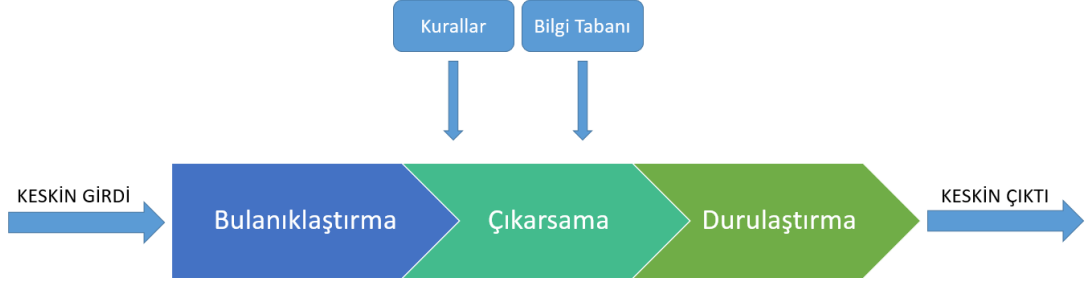 Kurallar
Bilgi Tabanı
KESKİN GİRDİ
Bulanıklaştırma
Çıkarsama
Durulaştırma
KESKİN ÇIKTI